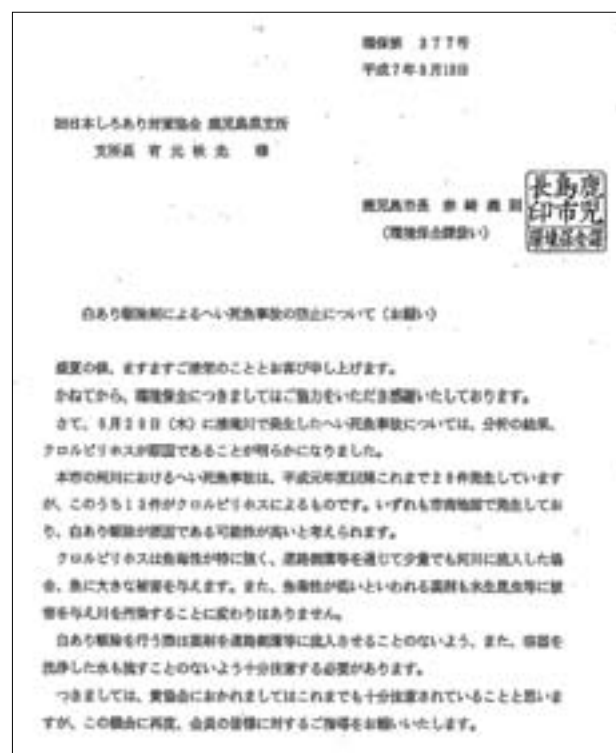 環保第 377号
平成7年
日本しろあり対策協会 鹿児島県支所
支所長 有元 様
鹿児島市長
(環境保全課扱い)
鹿児島市長印
環境保全課
白あり駆除剤によるへい死魚事故の防止について(お願い)
盛夏の候、ますますご清栄のこととお喜び申し上げます。
かねてから、環境保全につきましてはご協力をいただき感謝いたしております。
さて、(木)に で発生したへい死魚事故については、分析の結果、
クロルピリホスが原因であることが明らかになりました。
本市の河川におけるへい死魚事故は、平成元年度以降これまで28件発生しています
が、このうち13件がクロルピリホスによるものです。いずれも市街地部で発生してお
り、白あり駆除が原因である可能性が高いと考えられます。
クロルピリホスは魚毒性が特に強く、道路側溝等を通じて少量でも河川に流入した場
合、魚に大きな被害を与えます。また、魚毒性が低いといわれる薬剤も水生昆虫等に被
害を与え川を汚染することに変わりはありません。
白あり駆除を行う際は薬剤を道路側溝等に流入させることのないよう、また、容器を
洗浄した水も流すことのないよう十分注意する必要があります。
つきましては、貴協会におかれましてはこれまでも十分注意されていることと思いま
すが、この機会に再度、会員の皆様に対するご指導をお願いいたします。